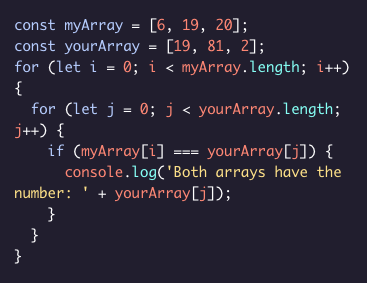 const myArray = [6, 19, 20];
const yourArray = [19, 81, 2];
for (let i = 0; i < myArray.length; i++)
{
  for (let j = 0; j < yourArray.length;
j++) {
    if (myArray[i] === yourArray[j]) {
      console.log('Both arrays have the
number: ' + yourArray[j]);
    }
  }
}